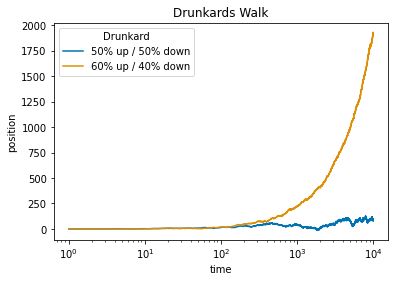 Drunkards Walk
Drunkard
50% up / 50% down
60% up / 40% down
position
2000
1750
1500
1250
1000
750
500
250
0
10⁰
10¹
10²
10³
10⁴
time